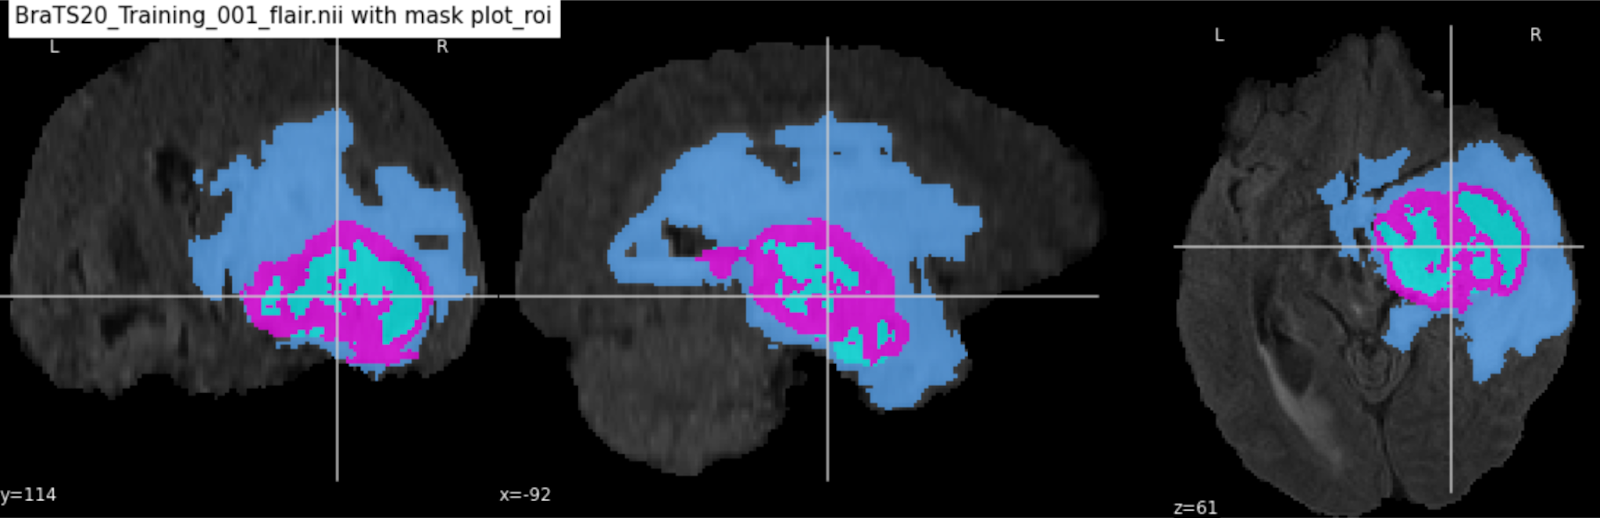 BraTS20_Training_001_flair.nii with mask plot_roi
L R
L R
y=114
x=-92
z=61